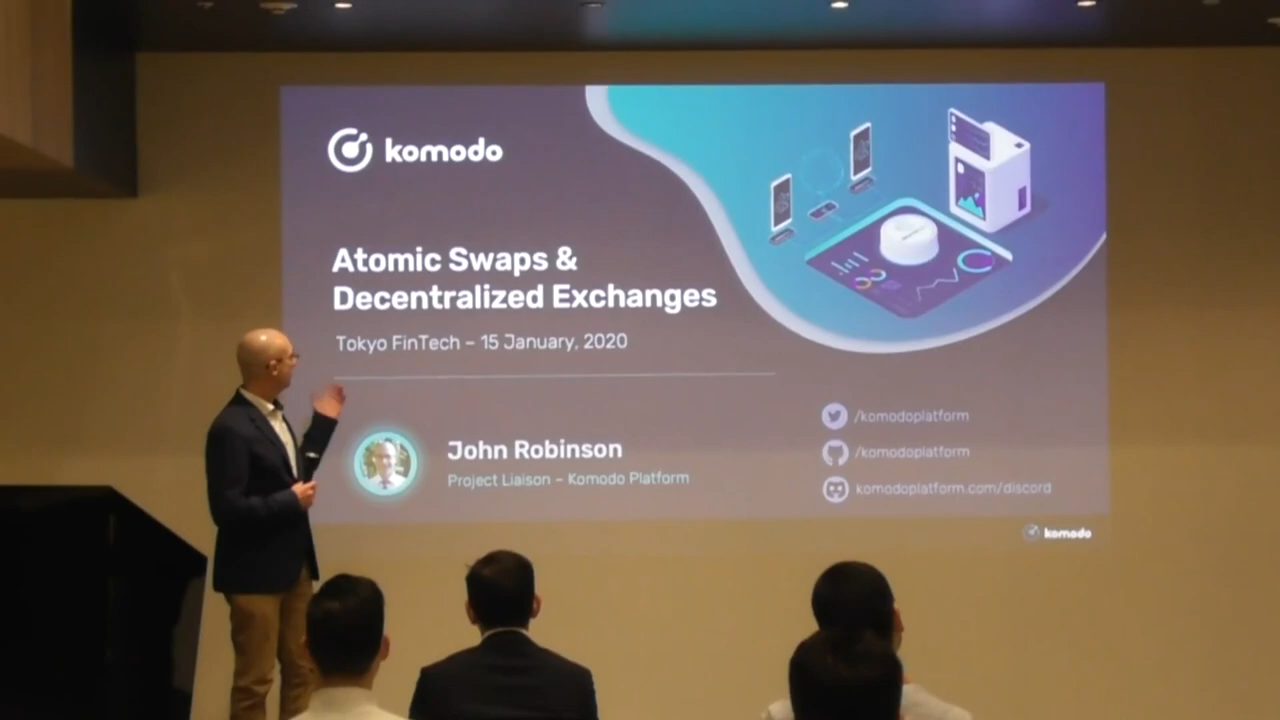 komodo
Atomic Swaps &
Decentralized Exchanges
Tokyo FinTech – 15 January, 2020
John Robinson
Project Liaison – Komodo Platform
/komodoplatform
/komodoplatform
komodoplatform.com/discord
komodo